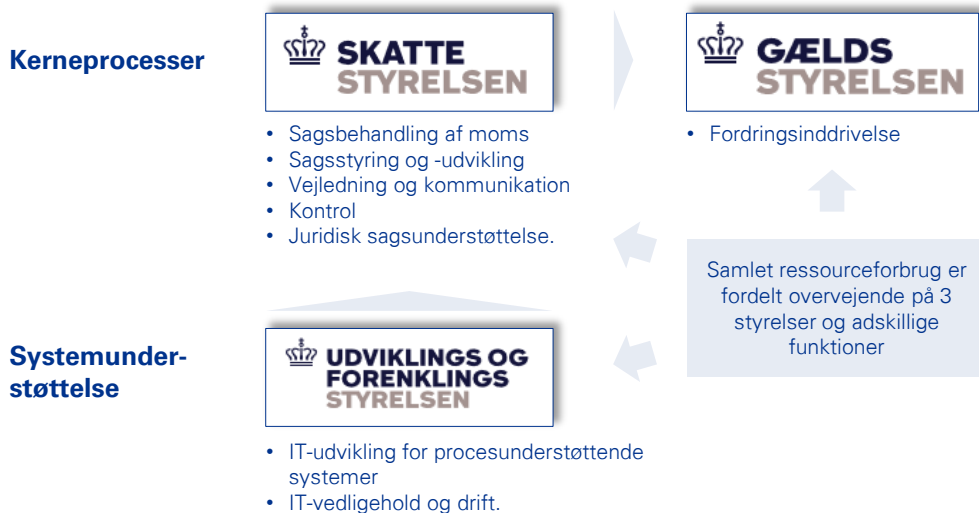 Kerneprocesser
SKATTE
STYRELSEN
• Sagsbehandling af moms
• Sagsstyring og -udvikling
• Vejledning og kommunikation
• Kontrol
• Juridisk sagsunderstøttelse.
GÆLDS
STYRELSEN
• Fordringsinddrivelse
Samlet ressourceforbrug er
fordelt overvejende på 3
styrelser og adskillige
funktioner
Systemunder-
støttelse
UDVIKLINGS OG
FORENKLINGS
STYRELSEN
• IT-udvikling for procesunderstøttende
systemer
• IT-vedligehold og drift.